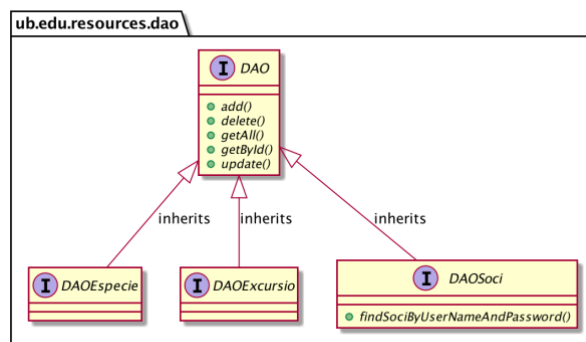 ub.edu.resources.dao
I DAO
add()
delete()
getAll()
getById()
update()
inherits
inherits
inherits
I DAOEspecie
I DAOExcursio
I DAOSoci
findSociByUserNameAndPassword()